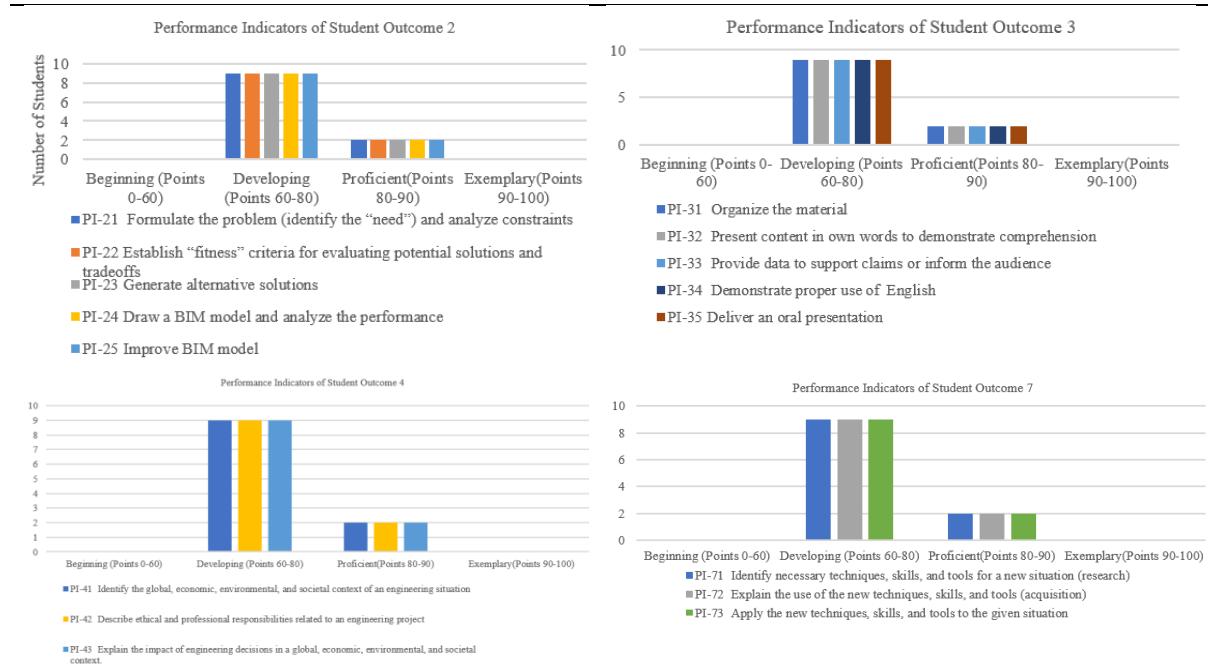 Performance Indicators of Student Outcome 2
Number of Students
10
8
6
4
2
0
Beginning (Points 0-60)
Developing (Points 60-80)
Proficient(Points 80-90)
Exemplary(Points 90-100)
PI-21 Formulate the problem (identify the “need”) and analyze constraints
PI-22 Establish “fitness” criteria for evaluating potential solutions and
tradeoffs
PI-23 Generate alternative solutions
PI-24 Draw a BIM model and analyze the performance
PI-25 Improve BIM model
Performance Indicators of Student Outcome 3
10
5
0
Beginning (Points 0-
60)
Developing (Points
60-80)
Proficient(Points 80-
90)
Exemplary(Points
90-100)
PI-31 Organize the material
PI-32 Present content in own words to demonstrate comprehension
PI-33 Provide data to support claims or inform the audience
PI-34 Demonstrate proper use of English
PI-35 Deliver an oral presentation
Performance Indicators of Student Outcome 4
10
9
8
7
6
5
4
3
2
1
0
Beginning (Points 0-60)
Developing (Points 60-80)
Proficient(Points 80-90)
Exemplary(Points 90-100)
PI-41 Identify the global, economic, environmental, and societal context of an engineering situation
PI-42 Describe ethical and professional responsibilities related to an engineering project
PI-43 Explain the impact of engineering decisions in a global, economic, environmental, and societal
context.
Performance Indicators of Student Outcome 7
10
8
6
4
2
0
Beginning (Points 0-60)
Developing (Points 60-80)
Proficient(Points 80-90)
Exemplary(Points 90-100)
PI-71 Identify necessary techniques, skills, and tools for a new situation (research)
PI-72 Explain the use of the new techniques, skills, and tools (acquisition)
PI-73 Apply the new techniques, skills, and tools to the given situation